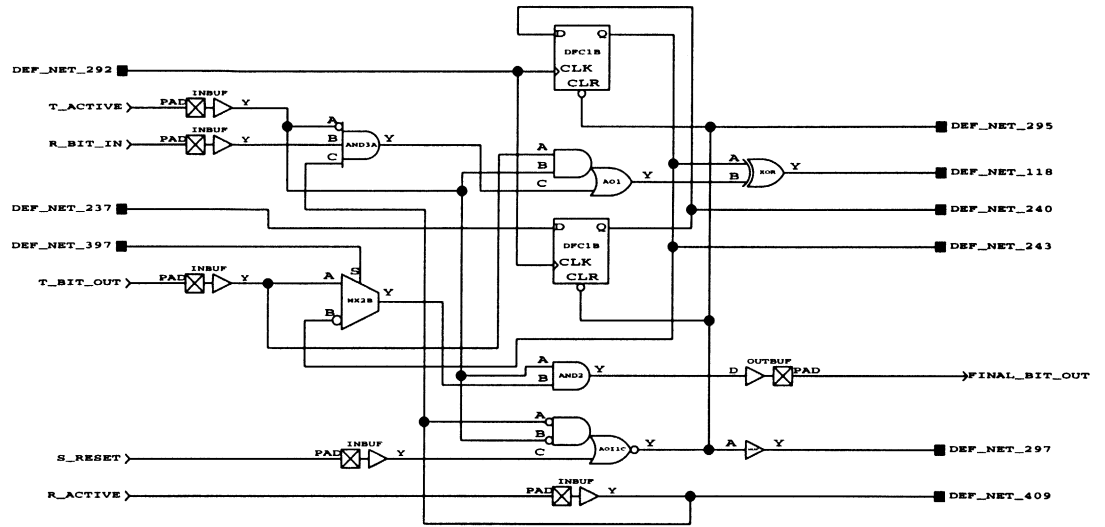 D Q
DFC1B
DEF_NET_292 CLK
CLR
INBUF
T_ACTIVE PAD Y
A DEF_NET_295
INBUF
R_BIT_IN PAD Y B AND3A Y
C A
B A Y DEF_NET_118
C AO1 Y B XOR
DEF_NET_237 DEF_NET_240
D Q
DEF_NET_397 DFC1B DEF_NET_243
CLK
S CLR
INBUF
T_BIT_OUT PAD Y A
MX2B Y
B
A OUTBUF
AND2 Y D PAD FINAL_BIT_OUT
B
A
B
INBUF AOI1C Y A Y DEF_NET_297
S_RESET PAD Y C
INBUF
R_ACTIVE PAD Y DEF_NET_409